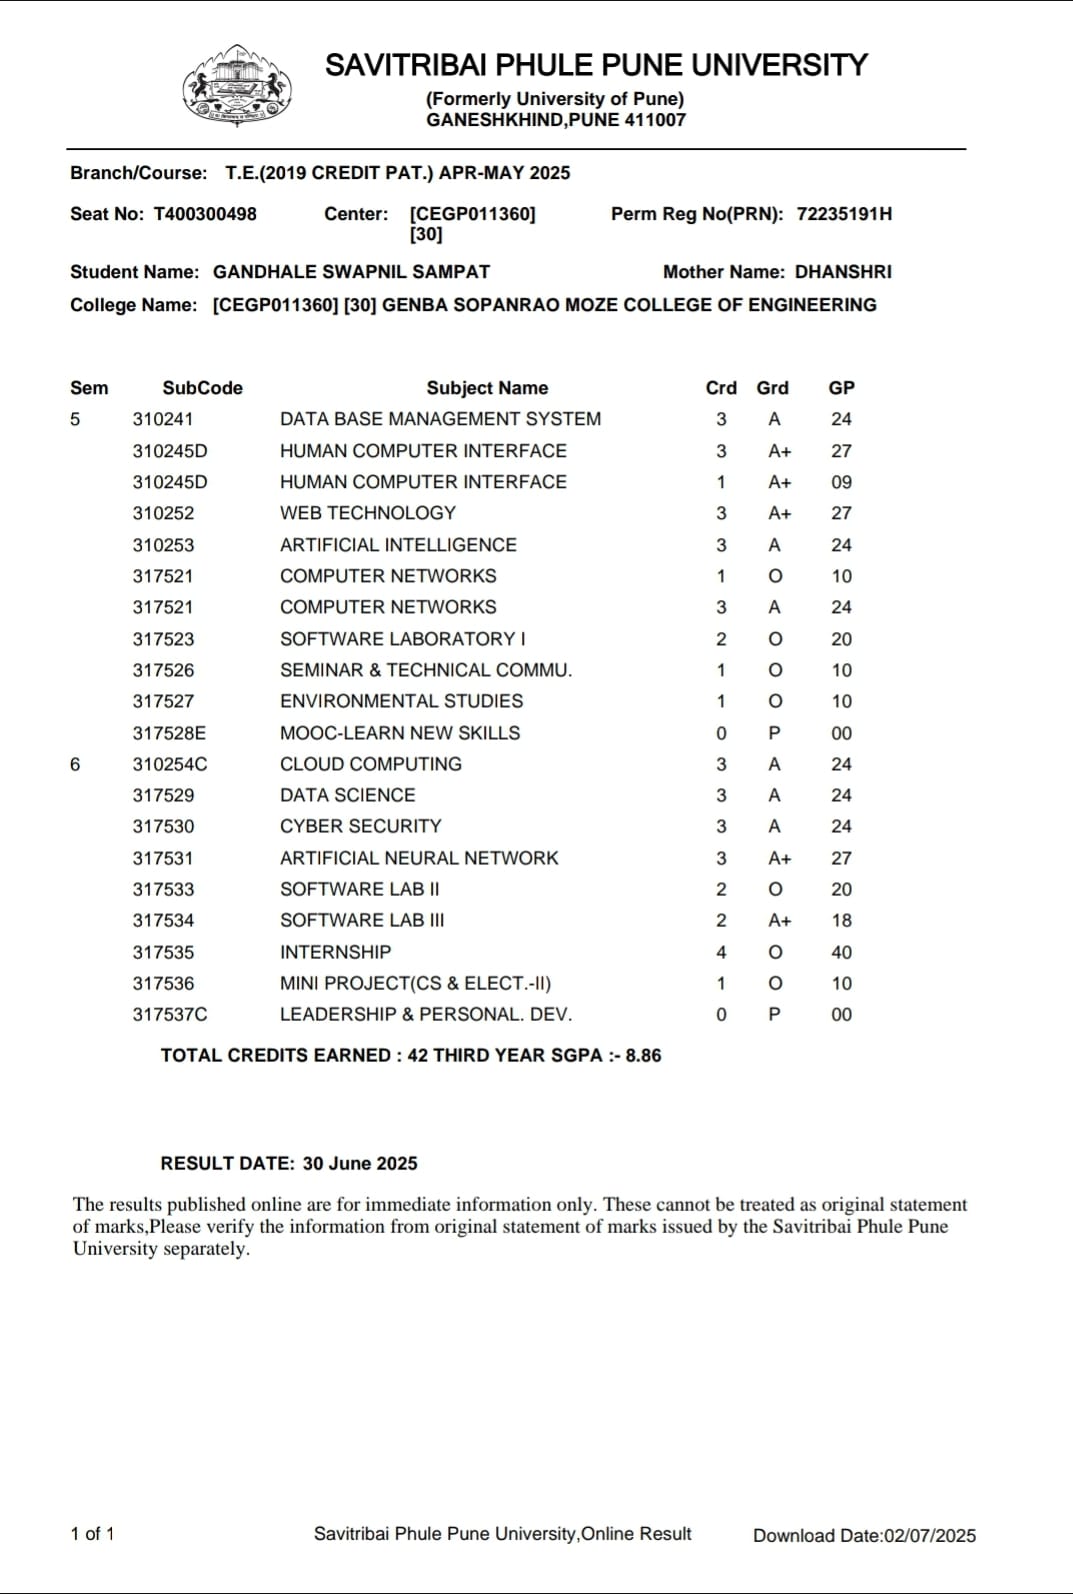 SAVITRIBAI PHULE PUNE UNIVERSITY
(Formerly University of Pune)
GANESHKHIND,PUNE 411007
Branch/Course: T.E.(2019 CREDIT PAT.) APR-MAY 2025
Seat No: T400300498 Center: [CEGP011360] Perm Reg No(PRN): 72235191H
[30]
Student Name: GANDHALE SWAPNIL SAMPAT Mother Name: DHANSHRI
College Name: [CEGP011360] [30] GENBA SOPANRAO MOZE COLLEGE OF ENGINEERING
Sem SubCode Subject Name Crd Grd GP
5 310241 DATA BASE MANAGEMENT SYSTEM 3 A 24
310245D HUMAN COMPUTER INTERFACE 3 A+ 27
310245D HUMAN COMPUTER INTERFACE 1 A+ 09
310252 WEB TECHNOLOGY 3 A+ 27
310253 ARTIFICIAL INTELLIGENCE 3 A 24
317521 COMPUTER NETWORKS 1 O 10
317521 COMPUTER NETWORKS 3 A 24
317523 SOFTWARE LABORATORY I 2 O 20
317526 SEMINAR & TECHNICAL COMMU. 1 O 10
317527 ENVIRONMENTAL STUDIES 1 O 10
317528E MOOC-LEARN NEW SKILLS 0 P 00
6 310254C CLOUD COMPUTING 3 A 24
317529 DATA SCIENCE 3 A 24
317530 CYBER SECURITY 3 A 24
317531 ARTIFICIAL NEURAL NETWORK 3 A+ 27
317533 SOFTWARE LAB II 2 O 20
317534 SOFTWARE LAB III 2 A+ 18
317535 INTERNSHIP 4 O 40
317536 MINI PROJECT(CS & ELECT.-II) 1 O 10
317537C LEADERSHIP & PERSONAL. DEV. 0 P 00
TOTAL CREDITS EARNED : 42 THIRD YEAR SGPA :- 8.86
RESULT DATE: 30 June 2025
The results published online are for immediate information only. These cannot be treated as original statement
of marks,Please verify the information from original statement of marks issued by the Savitribai Phule Pune
University separately.
1 of 1 Savitribai Phule Pune University,Online Result Download Date:02/07/2025